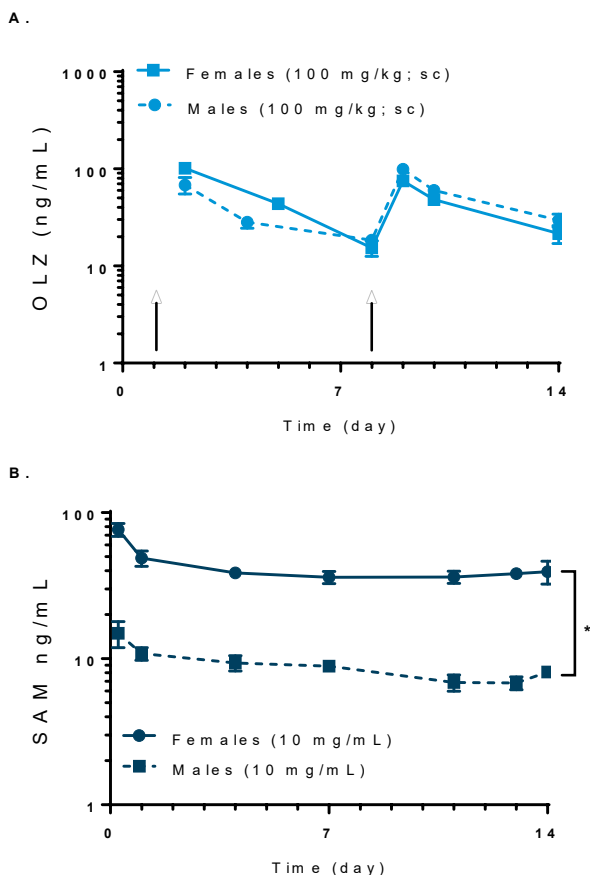 A.
Females (100 mg/kg; sc)
Males (100 mg/kg; sc)
OLZ (ng/mL)
1000
100
10
1
0 7 14
Time (day)
B.
SAM ng/mL
100
10
1
*
Females (10 mg/mL)
Males (10 mg/mL)
0 7 14
Time (day)